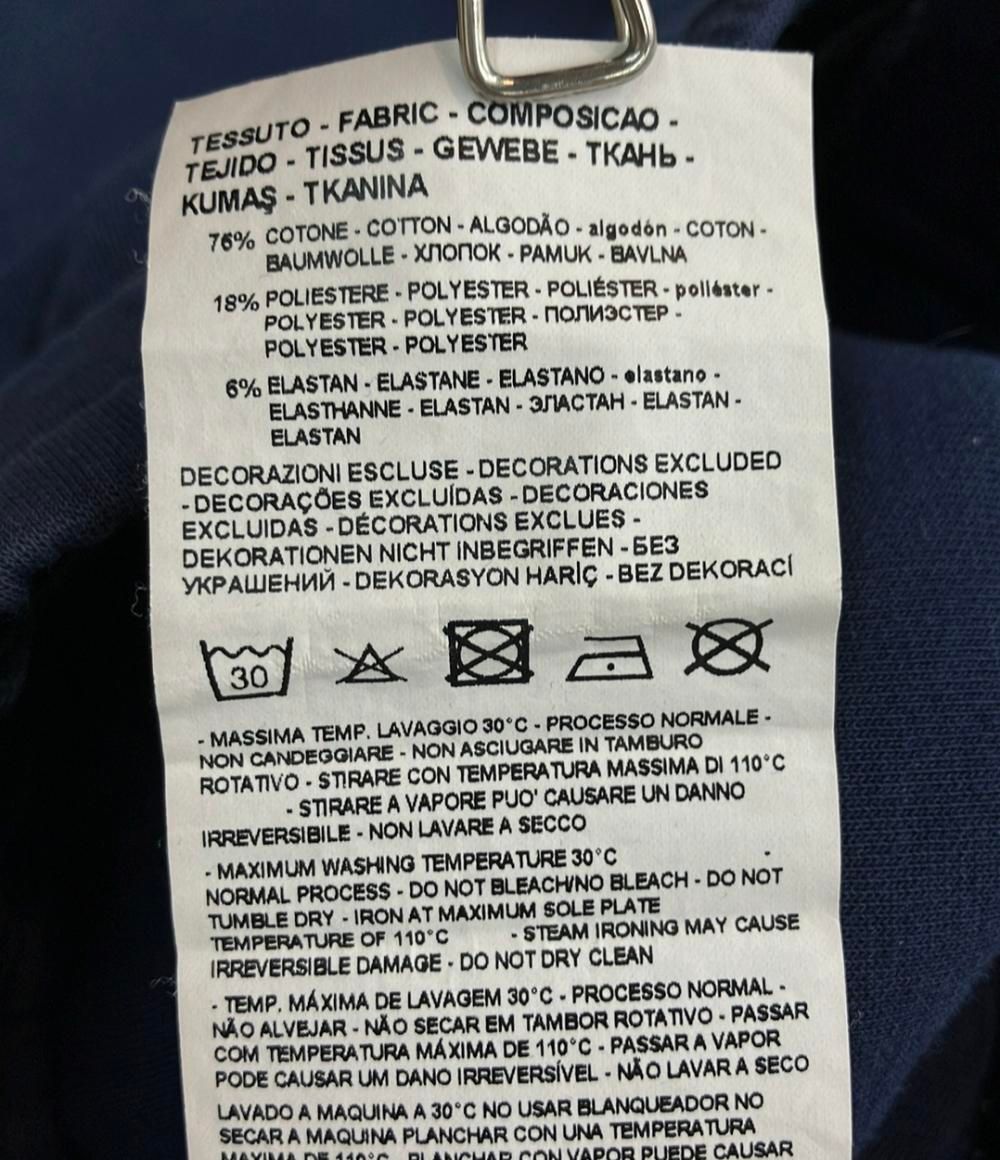 TESSUTO - FABRIC - COMPOSICAO -
TEJIDO - TISSUS - GEWEBE - ТКАНЬ -
KUMAŞ - TKANINA
76% COTONE - COTTON - ALGODÃO - algodón - COTON -
BAUMWOLLE - ХЛОПОК - PAMUK - BAVLNA
18% POLIESTERE - POLYESTER - POLIÉSTER - poliéster -
POLYESTER - POLYESTER - ПОЛИЭСТЕР -
POLYESTER - POLYESTER
6% ELASTAN - ELASTANE - ELASTANO - elastano -
ELASTHANNE - ELASTAN - ЭЛАСТАН - ELASTAN -
ELASTAN
DECORAZIONI ESCLUSE - DECORATIONS EXCLUDED
- DECORAÇÕES EXCLUÍDAS - DECORACIONES
EXCLUIDAS - DÉCORATIONS EXCLUES -
DEKORATIONEN NICHT INBEGRIFFEN - БЕЗ
УКРАШЕНИЙ - DEKORASYON HARİÇ - BEZ DEKORACÍ
30
- MASSIMA TEMP. LAVAGGIO 30°C - PROCESSO NORMALE -
NON CANDEGGIARE - NON ASCIUGARE IN TAMBURO
ROTATIVO - STIRARE CON TEMPERATURA MASSIMA DI 110°C
- STIRARE A VAPORE PUO' CAUSARE UN DANNO
IRREVERSIBILE - NON LAVARE A SECCO
- MAXIMUM WASHING TEMPERATURE 30°C -
NORMAL PROCESS - DO NOT BLEACH/NO BLEACH - DO NOT
TUMBLE DRY - IRON AT MAXIMUM SOLE PLATE
TEMPERATURE OF 110°C - STEAM IRONING MAY CAUSE
IRREVERSIBLE DAMAGE - DO NOT DRY CLEAN
- TEMP. MÁXIMA DE LAVAGEM 30°C - PROCESSO NORMAL -
NÃO ALVEJAR - NÃO SECAR EM TAMBOR ROTATIVO - PASSAR
COM TEMPERATURA MÁXIMA DE 110°C - PASSAR A VAPOR
PODE CAUSAR UM DANO IRREVERSÍVEL - NÃO LAVAR A SECO
LAVADO A MAQUINA A 30°C NO USAR BLANQUEADOR NO
SECAR A MAQUINA PLANCHAR CON UNA TEMPERATURA
MAXIMA DE 110°C - PLANCHAR CON VAPOR PUEDE CAUSAR